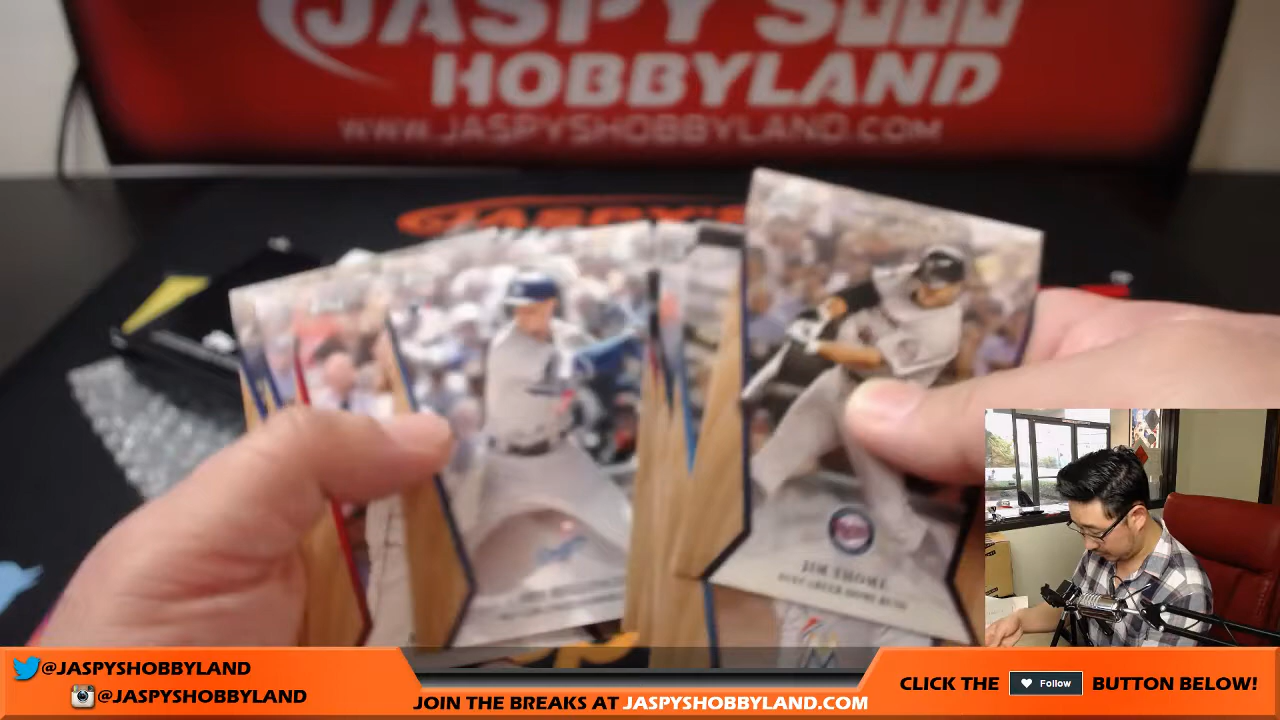 JASPY'S
HOBBYLAND
WWW.JASPYSHOBBYLAND.COM
JASPY'S
JIM THOME
@JASPYSHOBBYLAND
@JASPYSHOBBYLAND
JOIN THE BREAKS AT JASPYSHOBBYLAND.COM
CLICK THE Follow BUTTON BELOW!